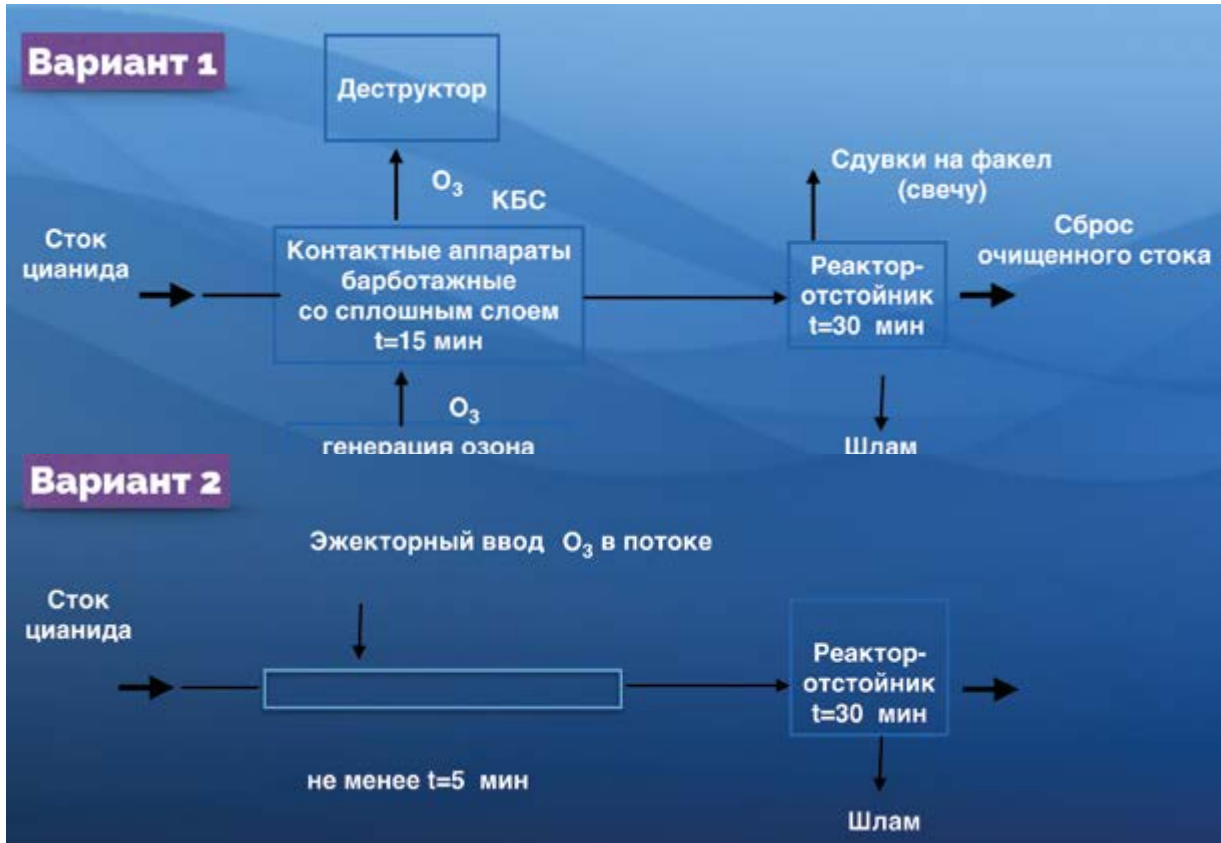 Вариант 1
Деструктор
O₃
КБС
Сдувки на факел
(свечу)
Сток
цианида
Контактные аппараты
барботажные
со сплошным слоем
t=15 мин
Реактор-
отстойник
t=30 мин
Сброс
очищенного стока
O₃
генерация озона
Шлам
Вариант 2
Эжекторный ввод O₃ в потоке
Сток
цианида
Реактор-
отстойник
t=30 мин
не менее t=5 мин
Шлам